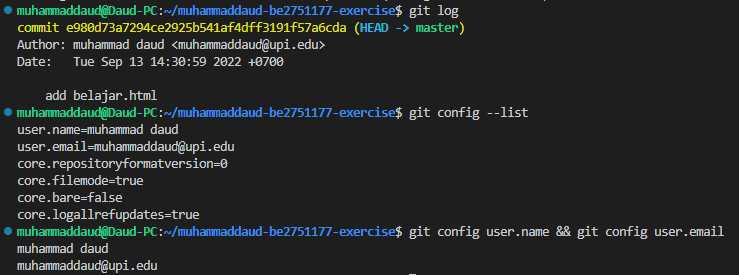 muhammaddaud@Daud-PC:~/muhammaddaud-be2751177-exercise$ git log
commit e980d73a7294ce2925b541af4dff3191f57a6cda (HEAD -> master)
Author: muhammad daud <muhammaddaud@upi.edu>
Date:   Tue Sep 13 14:30:59 2022 +0700
    add belajar.html
muhammaddaud@Daud-PC:~/muhammaddaud-be2751177-exercise$ git config --list
user.name=muhammad daud
user.email=muhammaddaud@upi.edu
core.repositoryformatversion=0
core.filemode=true
core.bare=false
core.logallrefupdates=true
muhammaddaud@Daud-PC:~/muhammaddaud-be2751177-exercise$ git config user.name && git config user.email
muhammad daud
muhammaddaud@upi.edu